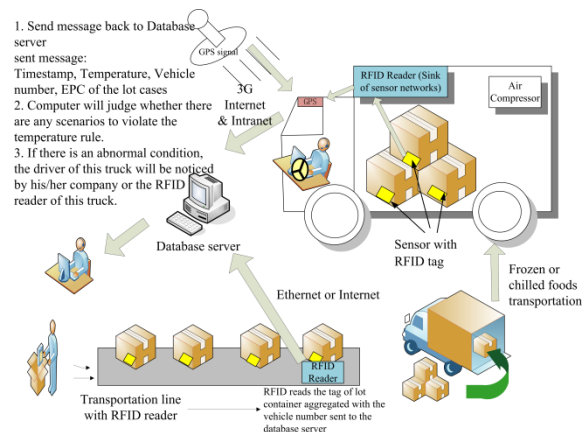 1. Send message back to Database
server
sent message:
Timestamp, Temperature, Vehicle
number, EPC of the lot cases
2. Computer will judge whether there
are any scenarios to violate the
temperature rule.
3. If there is an abnormal condition,
the driver of this truck will be noticed
by his/her company or the RFID
reader of this truck.
GPS signal
3G
Internet
& Intranet
GPS
RFID Reader (Sink
of sensor networks)
Air
Compressor
Sensor with
RFID tag
Database server
Frozen or
chilled foods
transportation
Ethernet or Internet
RFID
Reader
Transportation line
with RFID reader
RFID reads the tag of lot
container aggregated with the
vehicle number sent to the
database server